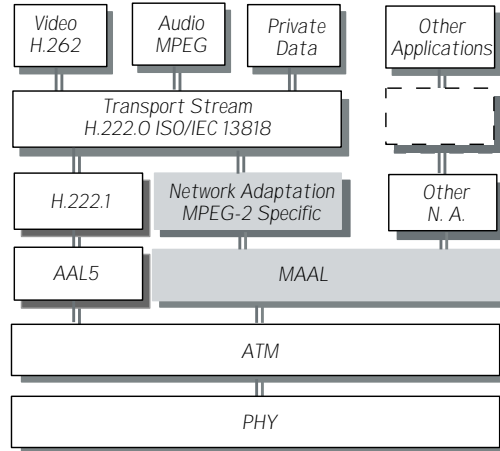 Video
H.262
Audio
MPEG
Private
Data
Other
Applications
Transport Stream
H.222.0 ISO/IEC 13818
H.222.1
Network Adaptation
MPEG-2 Specific
Other
N. A.
AAL5
MAAL
ATM
PHY